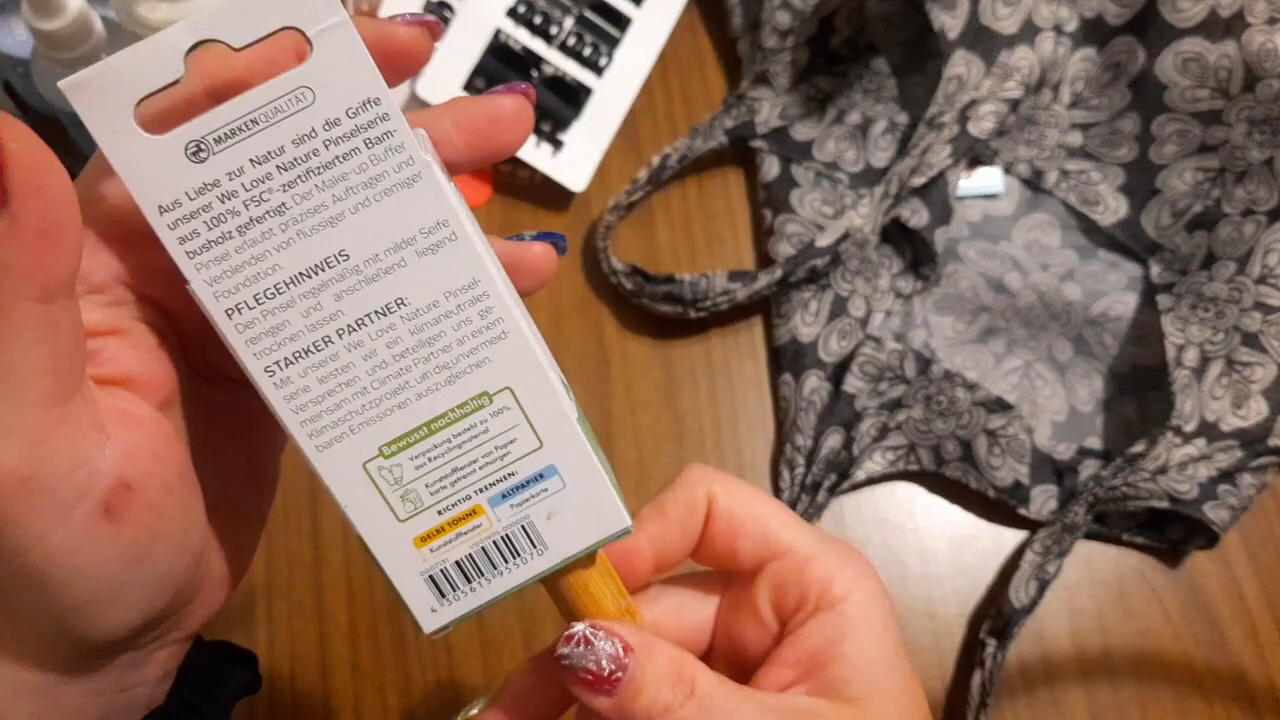 MARKENQUALITÄT
Aus Liebe zur Natur sind die Griffe
unserer We Love Nature Pinselserie
aus 100% FSC®-zertifiziertem Bam-
busholz gefertigt. Der Make-up Buffer
Pinsel erlaubt präzises Auftragen und
Verblenden von flüssiger und cremiger
Foundation.
PFLEGEHINWEIS
Den Pinsel regelmäßig mit milder Seife
reinigen und anschließend liegend
trocknen lassen.
STARKER PARTNER:
Mit unserer We Love Nature Pinsel-
serie leisten wir ein klimaneutrales
Versprechen und beteiligen uns ge-
meinsam mit Climate Partner an einem
Klimaschutzprojekt, um die unvermeid-
baren Emissionen auszugleichen.
Bewusst nachhaltig
Verpackung besteht zu 100%
aus Recyclingmaterial
Kunststofffenster von Papier-
karte getrennt entsorgen
RICHTIG TRENNEN:
GELBE TONNE
Kunststofffenster
ALTPAPIER
Papierkarte
4 305615 955070